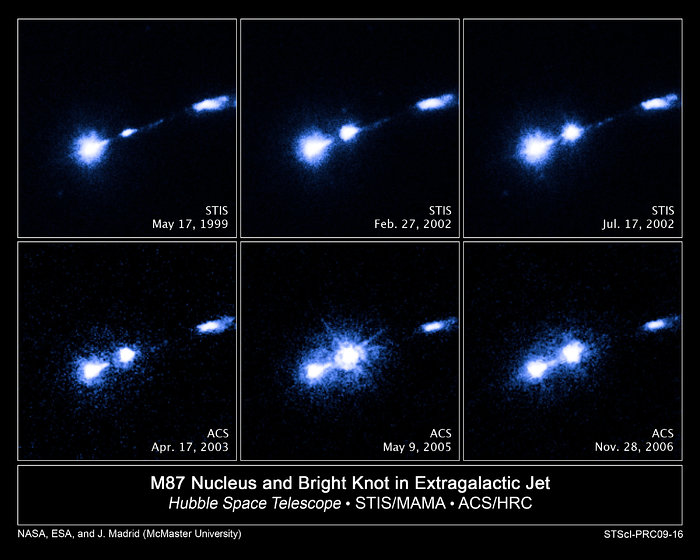 STIS
May 17, 1999
STIS
Feb. 27, 2002
STIS
Jul. 17, 2002
ACS
Apr. 17, 2003
ACS
May 9, 2005
ACS
Nov. 28, 2006
M87 Nucleus and Bright Knot in Extragalactic Jet
Hubble Space Telescope • STIS/MAMA • ACS/HRC
NASA, ESA, and J. Madrid (McMaster University)
STScI-PRC09-16